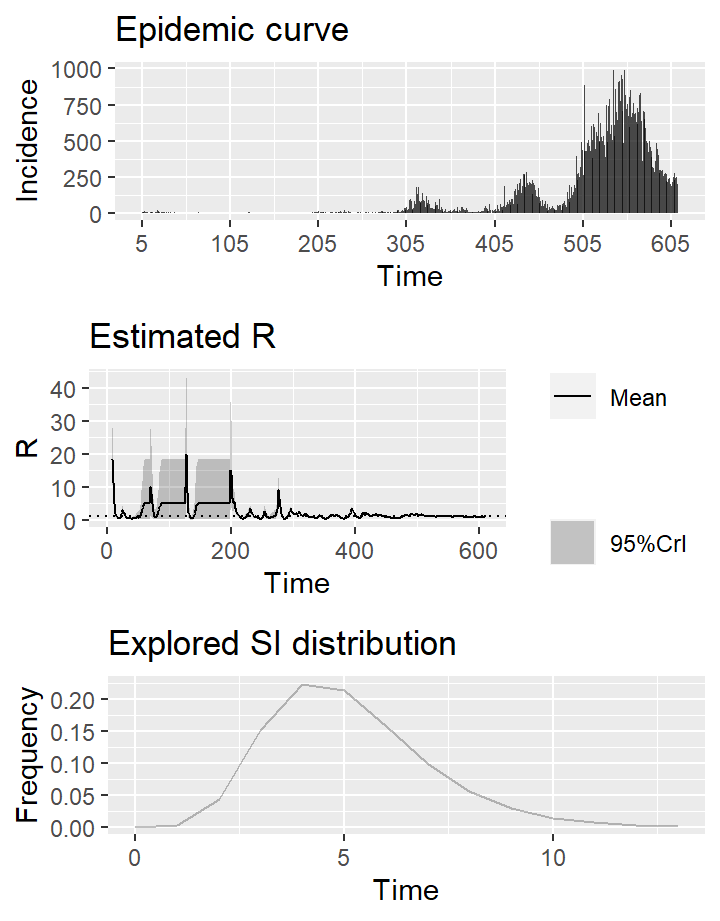 Epidemic curve
1000
750
500
250
0
Incidence
5 105 205 305 405 505 605
Time
Estimated R
40
30
20
10
0
R
0 200 400 600
Time
Mean
95%CrI
Explored SI distribution
0.20
0.15
0.10
0.05
0.00
Frequency
0 5 10
Time